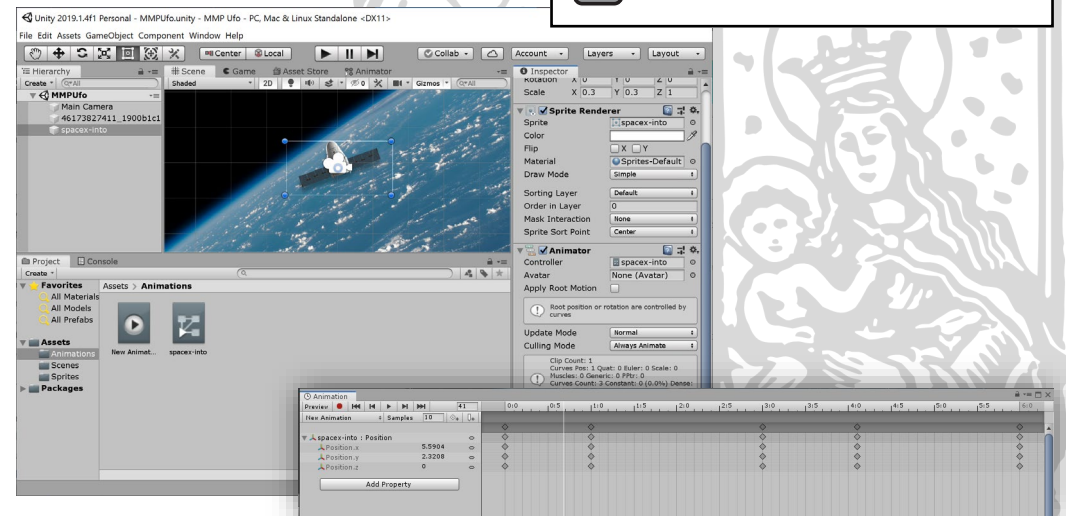 Unity 2019.1.4f1 Personal - MMPUfo.unity - MMP Ufo - PC, Mac & Linux Standalone <DX11>
File Edit Assets GameObject Component Window Help
Center Local Collab Account Layers Layout
Hierarchy
Create All
MMPUfo
Main Camera
46173827411_1900b1c1
spacex-into
Scene Game Asset Store Animator
Shaded 2D 0 Gizmos All
Inspector
Rotation X 0 Y 0 Z 0
Scale X 0.3 Y 0.3 Z 1
Sprite Renderer
Sprite spacex-into
Color
Flip X Y
Material Sprites-Default
Draw Mode Simple
Sorting Layer Default
Order in Layer 0
Mask Interaction None
Sprite Sort Point Center
Animator
Controller spacex-into
Avatar None (Avatar)
Apply Root Motion
Root position or rotation are controlled by
curves
Update Mode Normal
Culling Mode Always Animate
Clip Count: 1
Curves Pos: 1 Quat: 0 Euler: 0 Scale: 0
Muscles: 0 Generic: 0 PPtr: 0
Curves Count: 3 Constant: 0 (0.0%) Dense:
Project Console
Create
Favorites
All Materials
All Models
All Prefabs
Assets
Animations
Scenes
Sprites
Packages
Assets > Animations
New Animat...
spacex-into
Animation
Preview 41 0:0 0:5 1:0 1:5 2:0 2:5 3:0 3:5 4:0 4:5 5:0 5:5 6:0
New Animation Samples 10
spacex-into : Position
Position.x 5.5904
Position.y 2.3208
Position.z 0
Add Property